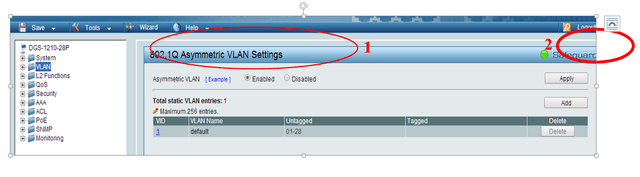 Save Tools Wizard Help Logout
DGS-1210-28P
System
VLAN
L2 Functions
QoS
Security
AAA
ACL
PoE
SNMP
Monitoring
802.1Q Asymmetric VLAN Settings 1 2 Safeguard
Asymmetric VLAN [ Example ] Enabled Disabled Apply
Total static VLAN entries: 1 Add
Maximum 256 entries.
VID VLAN Name Untagged Tagged Delete
1 default 01-28 Delete